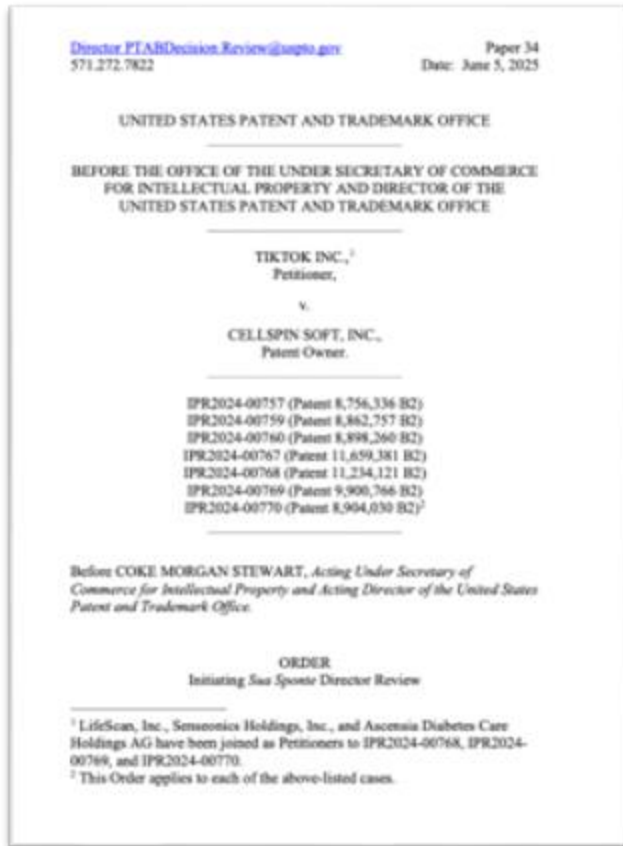 Director PTABDecision Review@uspto.gov Paper 34
571.272.7822 Date: June 5, 2025
UNITED STATES PATENT AND TRADEMARK OFFICE
BEFORE THE OFFICE OF THE UNDER SECRETARY OF COMMERCE
FOR INTELLECTUAL PROPERTY AND DIRECTOR OF THE
UNITED STATES PATENT AND TRADEMARK OFFICE
TIKTOK INC.,1
Petitioner,
v.
CELLSPIN SOFT, INC.,
Patent Owner.
IPR2024-00757 (Patent 8,756,336 B2)
IPR2024-00759 (Patent 8,862,757 B2)
IPR2024-00760 (Patent 8,898,260 B2)
IPR2024-00767 (Patent 11,659,381 B2)
IPR2024-00768 (Patent 11,234,121 B2)
IPR2024-00769 (Patent 9,900,766 B2)
IPR2024-00770 (Patent 8,904,030 B2)2
Before COKE MORGAN STEWART, Acting Under Secretary of
Commerce for Intellectual Property and Acting Director of the United States
Patent and Trademark Office.
ORDER
Initiating Sua Sponte Director Review
1 LifeScan, Inc., Senseonics Holdings, Inc., and Ascensia Diabetes Care
Holdings AG have been joined as Petitioners to IPR2024-00768, IPR2024-
00769, and IPR2024-00770.
2 This Order applies to each of the above-listed cases.